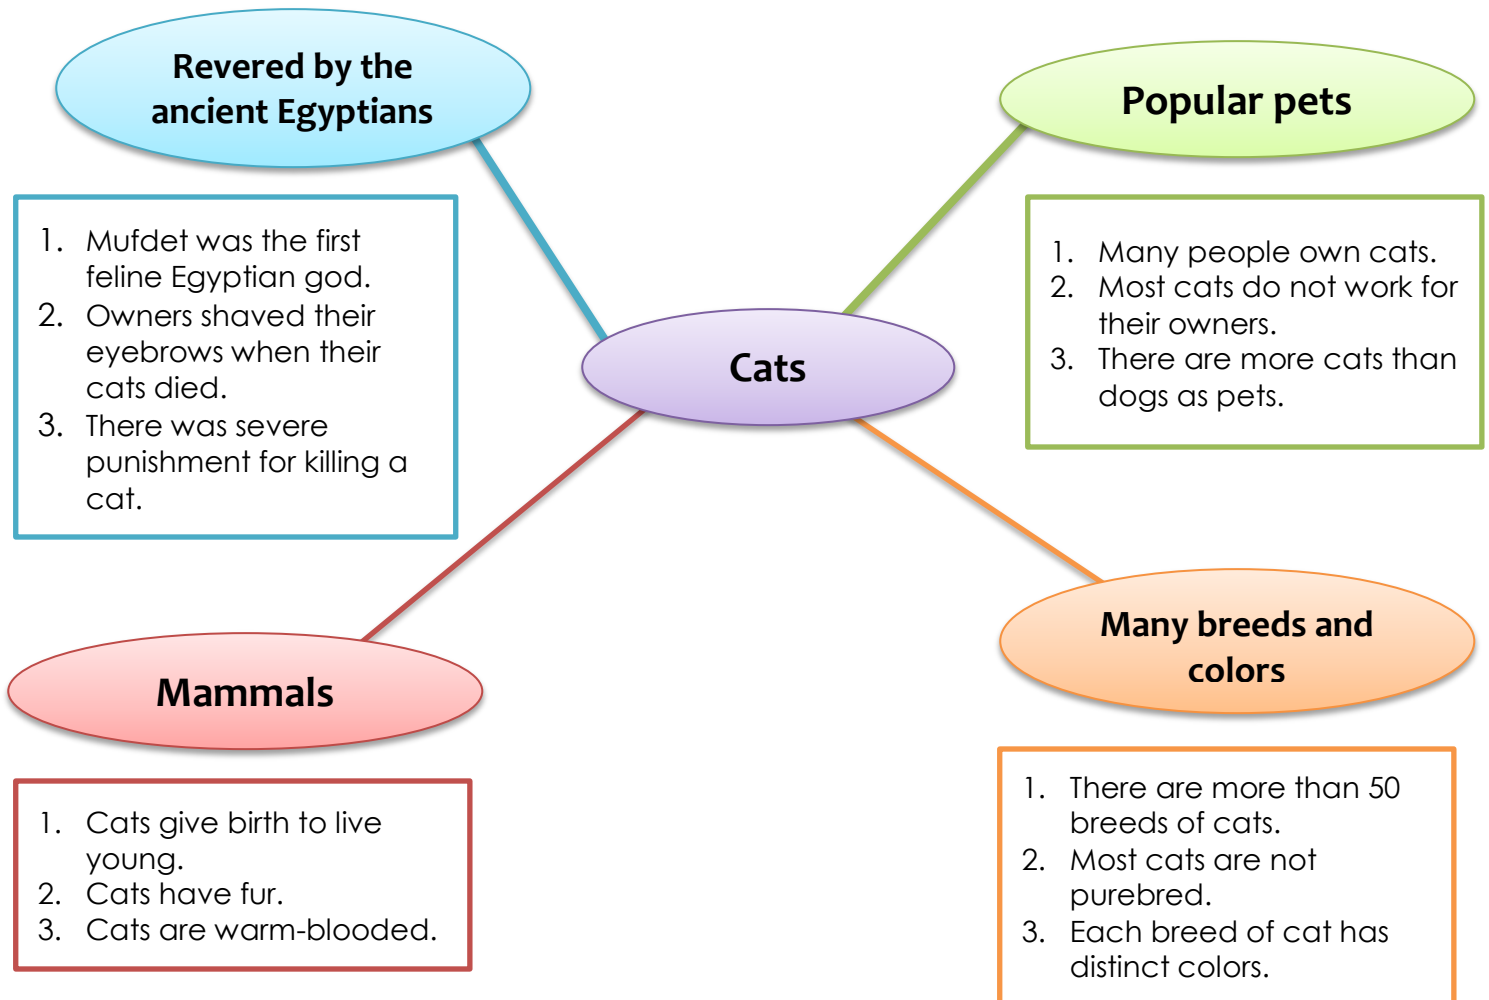 Revered by the
ancient Egyptians
1. Mufdet was the first
feline Egyptian god.
2. Owners shaved their
eyebrows when their
cats died.
3. There was severe
punishment for killing a
cat.
Popular pets
1. Many people own cats.
2. Most cats do not work for
their owners.
3. There are more cats than
dogs as pets.
Cats
Mammals
1. Cats give birth to live
young.
2. Cats have fur.
3. Cats are warm-blooded.
Many breeds and
colors
1. There are more than 50
breeds of cats.
2. Most cats are not
purebred.
3. Each breed of cat has
distinct colors.